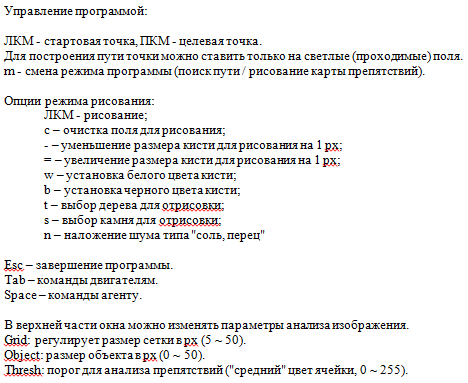 Управление программой:
ЛКМ - стартовая точка, ПКМ - целевая точка.
Для построения пути точки можно ставить только на светлые (проходимые) поля.
m - смена режима программы (поиск пути / рисование карты препятствий).
Опции режима рисования:
ЛКМ - рисование;
c – очистка поля для рисования;
- – уменьшение размера кисти для рисования на 1 px;
= – увеличение размера кисти для рисования на 1 px;
w – установка белого цвета кисти;
b – установка черного цвета кисти;
t – выбор дерева для отрисовки;
s – выбор камня для отрисовки;
n – наложение шума типа "соль, перец"
Esc – завершение программы.
Tab – команды двигателям.
Space – команды агенту.
В верхней части окна можно изменять параметры анализа изображения.
Grid: регулирует размер сетки в px (5 ~ 50).
Object: размер объекта в px (0 ~ 50).
Thresh: порог для анализа препятствий ("средний" цвет ячейки, 0 ~ 255).